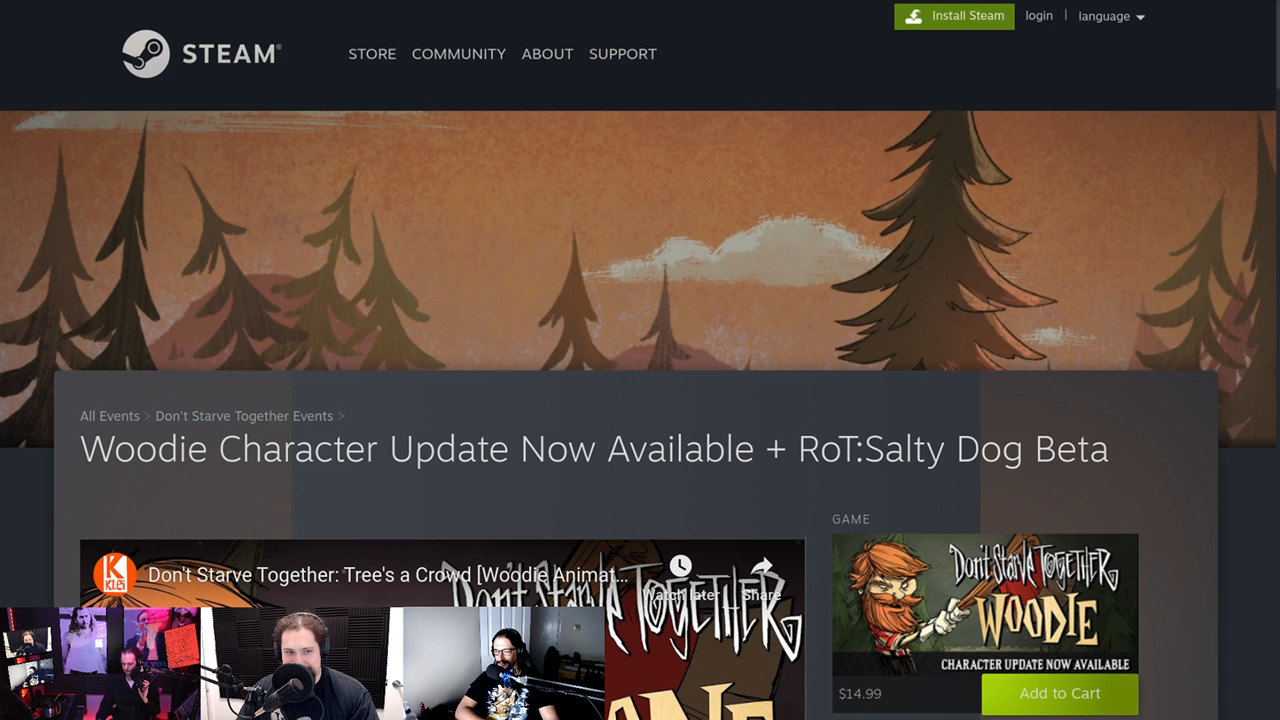 Install Steam
login
language
STEAM®
STORE
COMMUNITY
ABOUT
SUPPORT
All Events > Don't Starve Together Events >
Woodie Character Update Now Available + RoT:Salty Dog Beta
GAME
Klei
Don't Starve Together: Tree's a Crowd [Woodie Animat...
Watch later
Share
DON'T STARVE TOGETHER
WOODIE
CHARACTER UPDATE NOW AVAILABLE
$14.99
Add to Cart